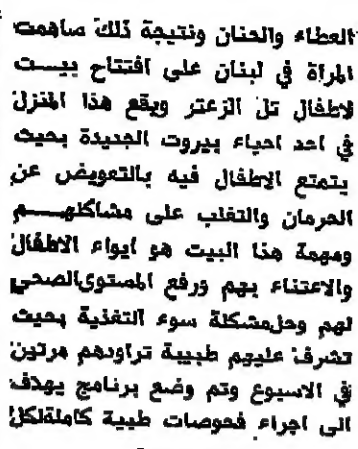 العطاء والحنان ونتيجة ذلك ساهمت
المرأة في لبنان على افتتاح بيت
لاطفال تل الزعتر ويقع هذا المنزل
في احد احياء بيروت الجديدة بحيث
يتمتع الاطفال فيه بالتعويض عن
الحرمان والتغلب على مشاكلهم
ومهمة هذا البيت هو ايواء الاطفال
والاعتناء بهم ورفع المستوى الصحي
لهم وحل مشكلة سوء التغذية بحيث
تشرف عليهم طبيبة تراودهم مرتين
في الاسبوع وتم وضع برنامج يهدف
الى اجراء فحوصات طبية كاملة لكل